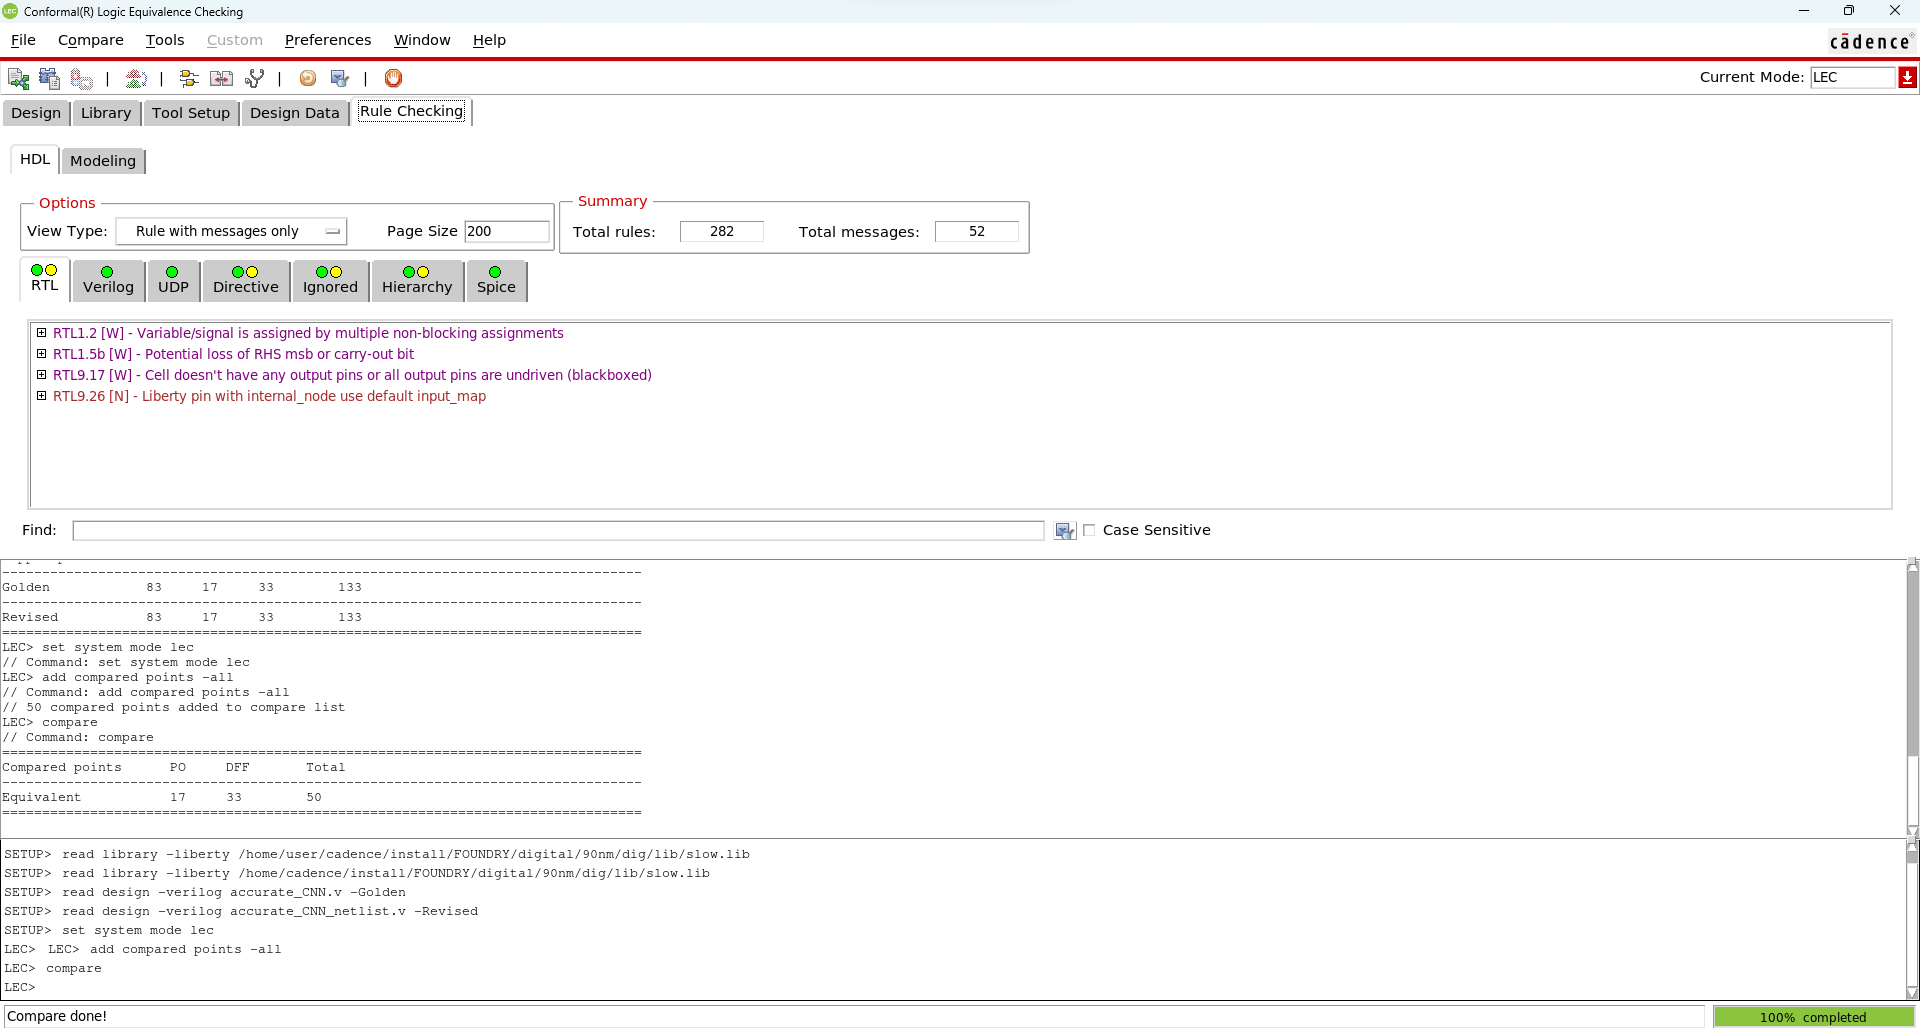 LEC Conformal(R) Logic Equivalence Checking
File Compare Tools Custom Preferences Window Help
cādence®
Current Mode: LEC
Design Library Tool Setup Design Data Rule Checking
HDL Modeling
Options Summary
View Type: Rule with messages only Page Size 200 Total rules: 282 Total messages: 52
RTL Verilog UDP Directive Ignored Hierarchy Spice
RTL1.2 [W] - Variable/signal is assigned by multiple non-blocking assignments
RTL1.5b [W] - Potential loss of RHS msb or carry-out bit
RTL9.17 [W] - Cell doesn't have any output pins or all output pins are undriven (blackboxed)
RTL9.26 [N] - Liberty pin with internal_node use default input_map
Find: Case Sensitive
--------------------------------------------------------------------------------
Golden 83 17 33 133
--------------------------------------------------------------------------------
Revised 83 17 33 133
================================================================================
LEC> set system mode lec
// Command: set system mode lec
LEC> add compared points -all
// Command: add compared points -all
// 50 compared points added to compare list
LEC> compare
// Command: compare
================================================================================
Compared points PO DFF Total
--------------------------------------------------------------------------------
Equivalent 17 33 50
================================================================================
SETUP> read library -liberty /home/user/cadence/install/FOUNDRY/digital/90nm/dig/lib/slow.lib
SETUP> read library -liberty /home/cadence/install/FOUNDRY/digital/90nm/dig/lib/slow.lib
SETUP> read design -verilog accurate_CNN.v -Golden
SETUP> read design -verilog accurate_CNN_netlist.v -Revised
SETUP> set system mode lec
LEC> LEC> add compared points -all
LEC> compare
LEC>
Compare done! 100% completed